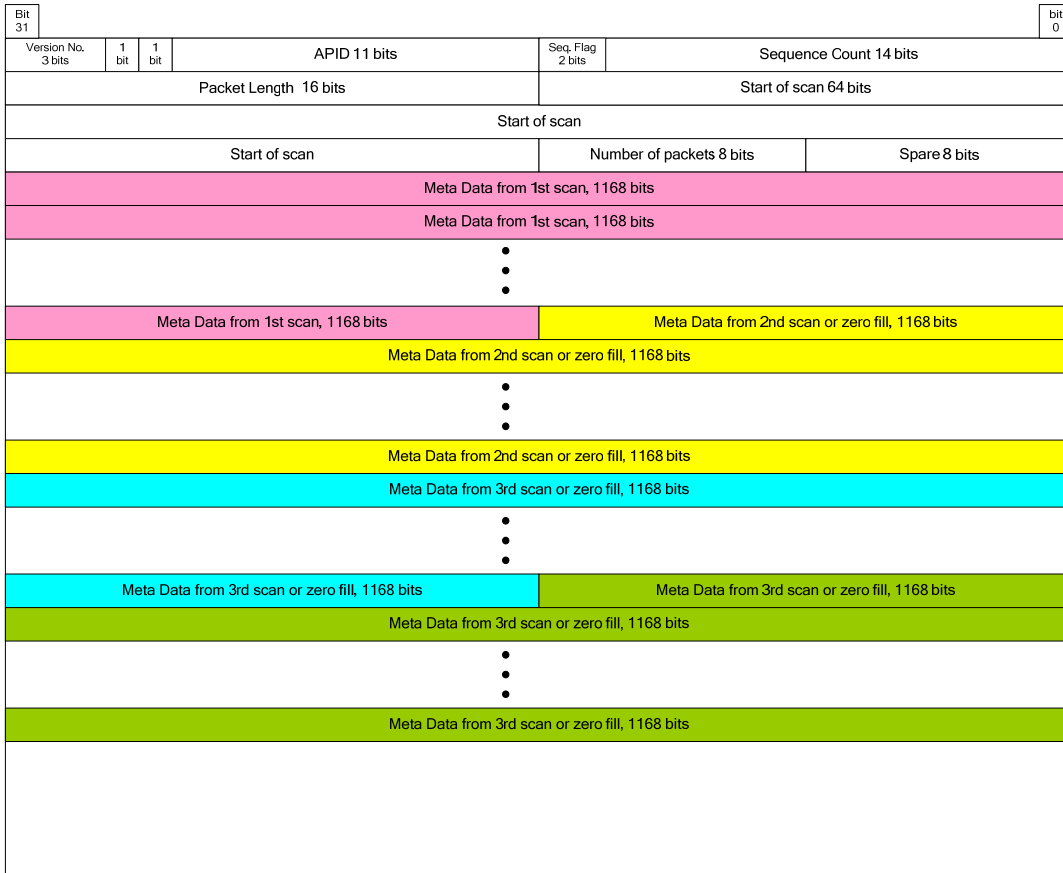 Bit
31
bit
0
Version No.
3 bits
1
bit
1
bit
APID 11 bits
Seq. Flag
2 bits
Sequence Count 14 bits
Packet Length 16 bits
Start of scan 64 bits
Start of scan
Start of scan
Number of packets 8 bits
Spare 8 bits
Meta Data from 1st scan, 1168 bits
Meta Data from 1st scan, 1168 bits
Meta Data from 1st scan, 1168 bits
Meta Data from 2nd scan or zero fill, 1168 bits
Meta Data from 2nd scan or zero fill, 1168 bits
Meta Data from 2nd scan or zero fill, 1168 bits
Meta Data from 3rd scan or zero fill, 1168 bits
Meta Data from 3rd scan or zero fill, 1168 bits
Meta Data from 3rd scan or zero fill, 1168 bits
Meta Data from 3rd scan or zero fill, 1168 bits
Meta Data from 3rd scan or zero fill, 1168 bits